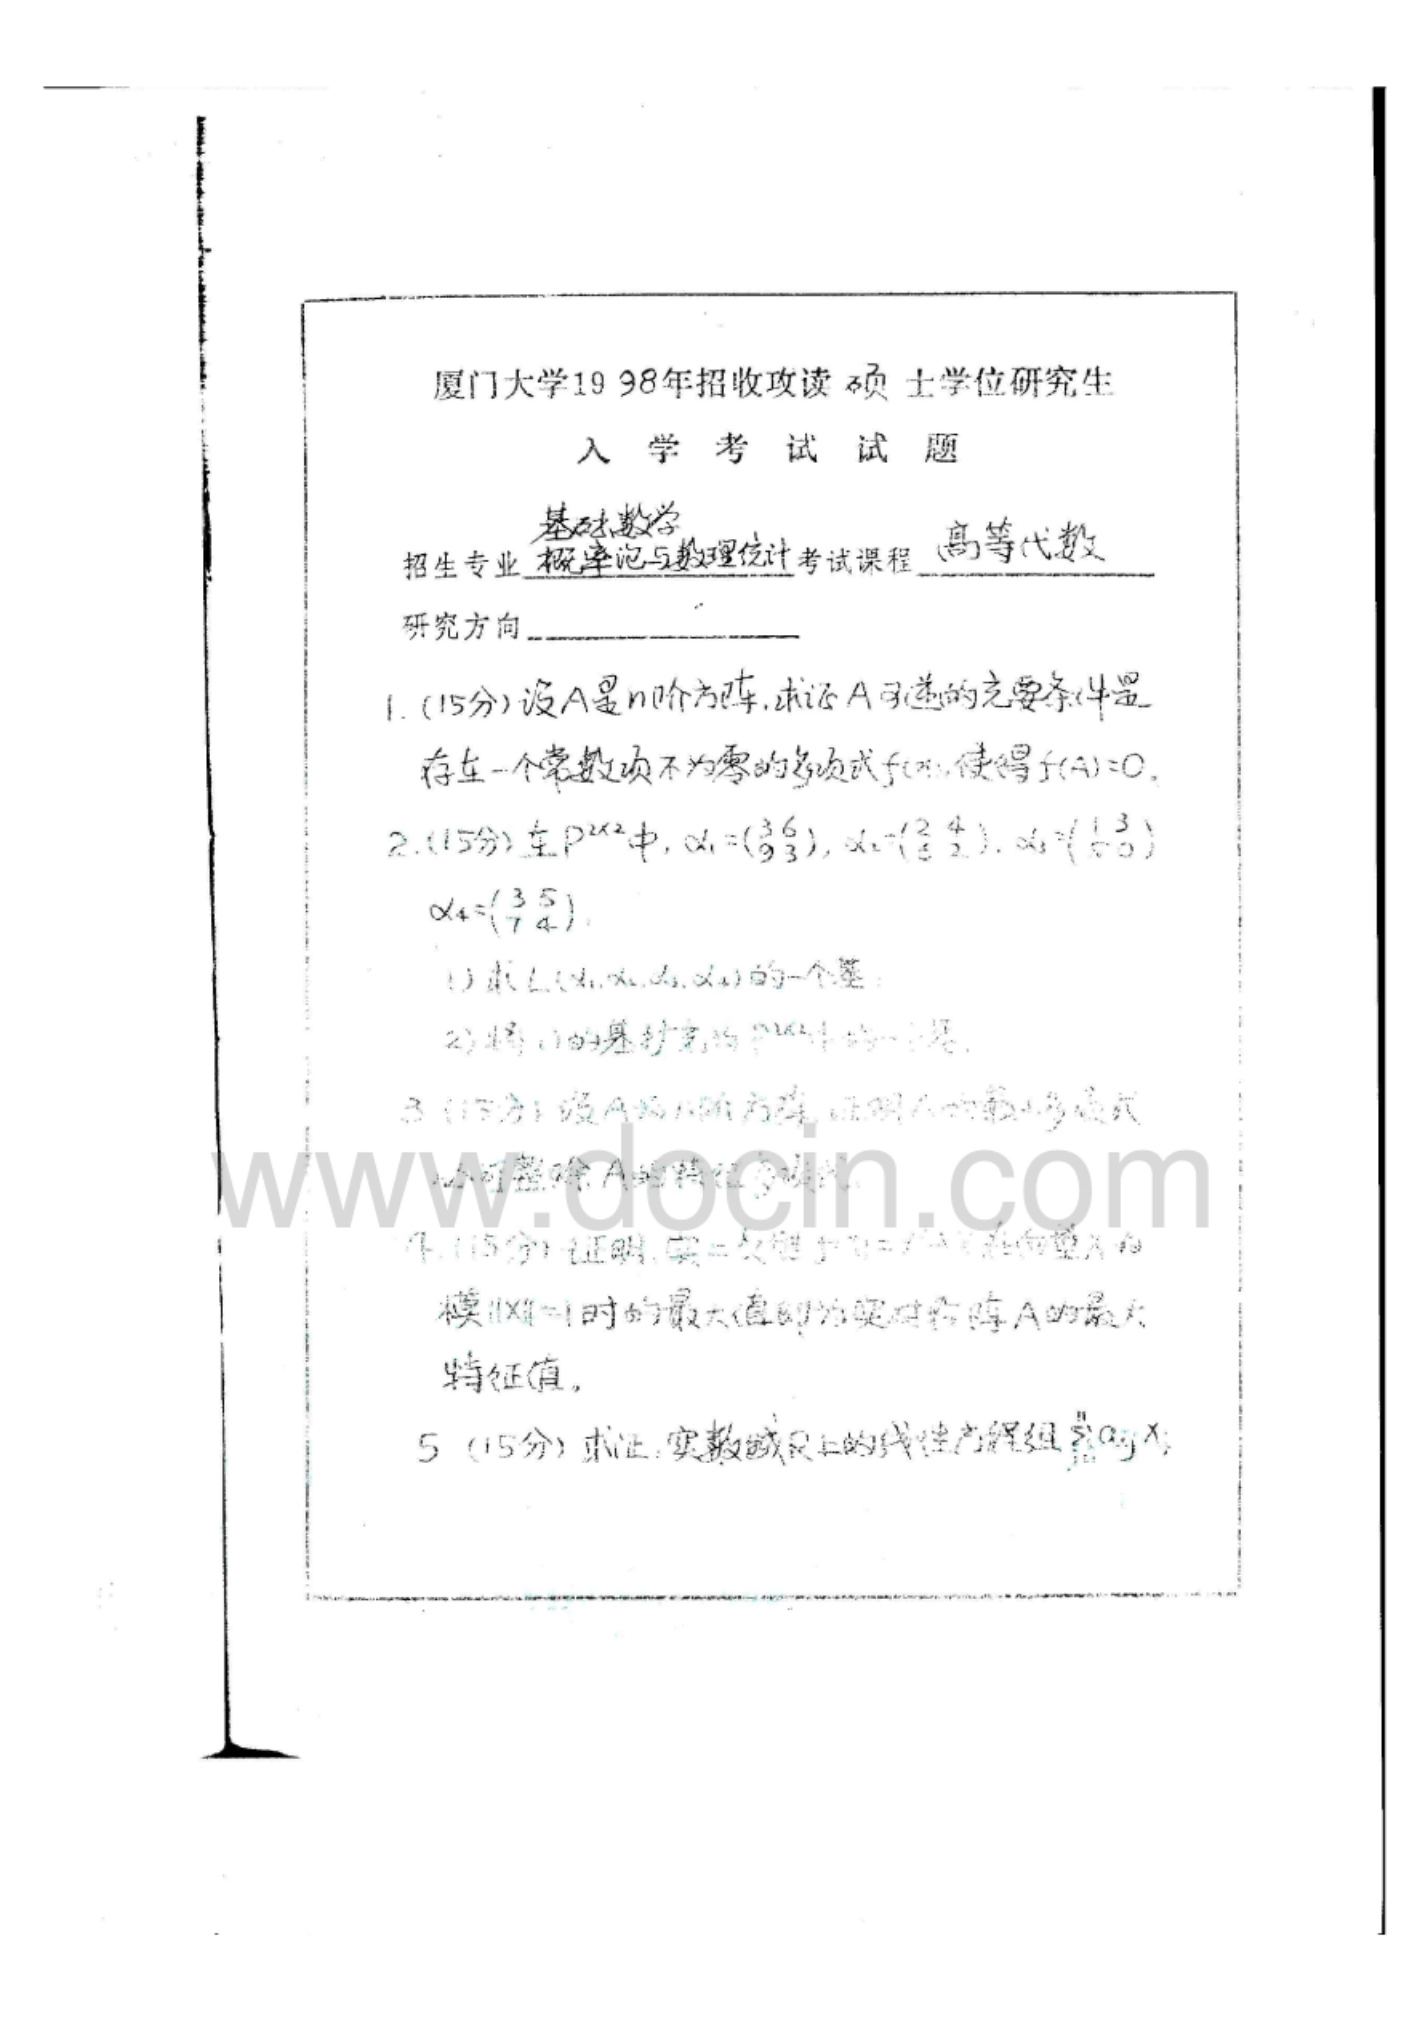 厦门大学1998年招收攻读硕士学位研究生
入学考试试题
基础数学
招生专业 概率论与数理统计 考试课程 高等代数
研究方向
1. (15分) 设A是n阶方阵,求证A可逆的充要条件是
存在一个常数项不为零的多项式f(x),使得f(A)=0.
2. (15分) 在P^{2×2}中, α₁=(3 6 / 9 3), α₂=( 2 4 / 5 2 ), α₃=(1 3 / 5 0)
α₄=(3 5 / 7 4).
1) 求L(α₁,α₂,α₃,α₄)的一个基.
2) 将1)的基扩充为P^{2×2}中的一个基.
3 (15分) 设A为n阶方阵,证明A的最小多项式
必可整除A的特征多项式.
www.docin.com
4. (15分) 证明,实二次型f(x)=X'AX在向量X的
模||X||=1时的最大值即为实对称阵A的最大
特征值。
5 (15分) 求证:实数域R上的线性方程组